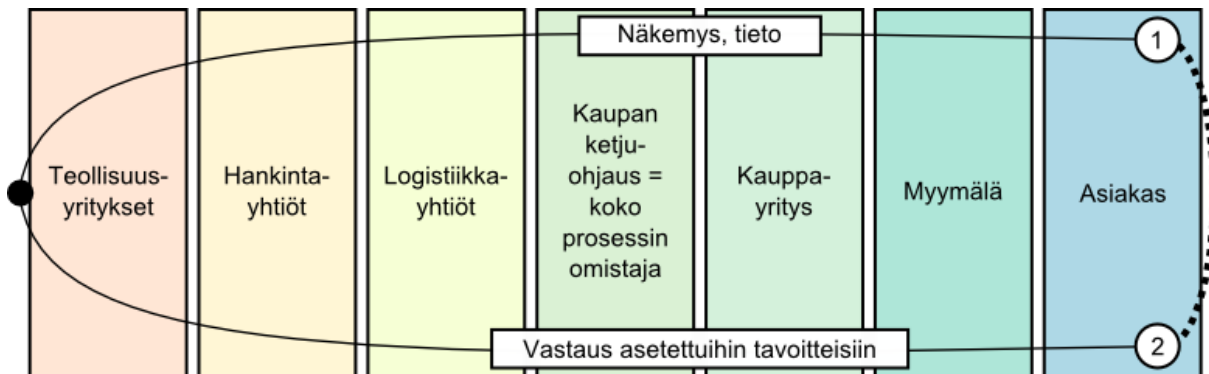 Näkemys, tieto
1
Teollisuus-
yritykset
Hankinta-
yhtiöt
Logistiikka-
yhtiöt
Kaupan
ketju-
ohjaus =
koko
prosessin
omistaja
Kauppa-
yritys
Myymälä
Asiakas
Vastaus asetettuihin tavoitteisiin
2